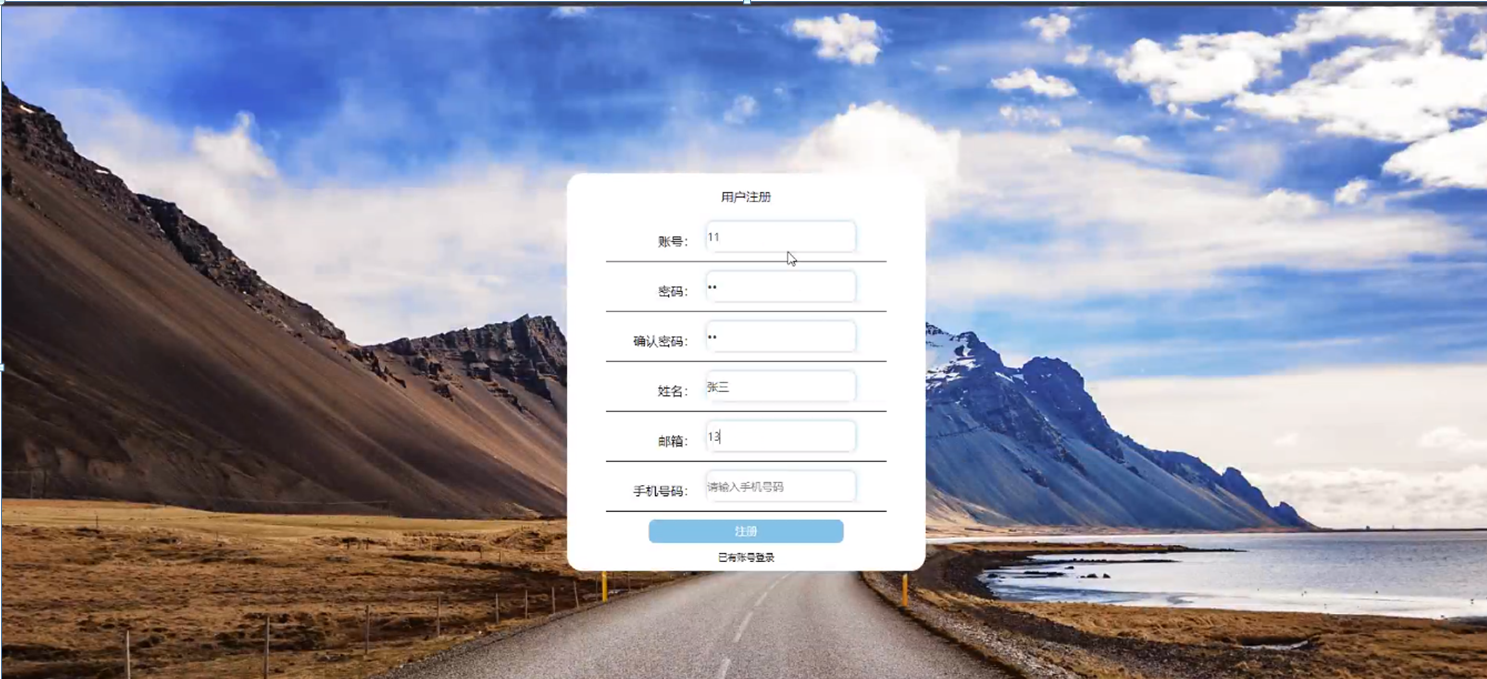 用户注册
账号： 11
密码： ••
确认密码： ••
姓名： 张三
邮箱： 13
手机号码： 请输入手机号码
注册
已有账号登录